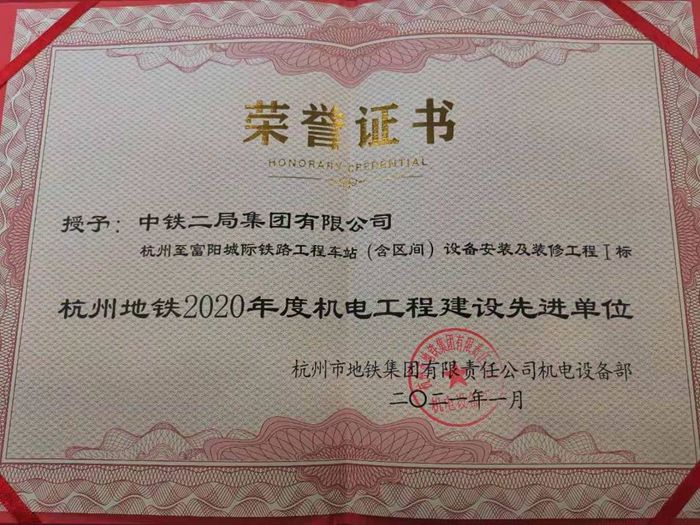 荣誉证书
HONORARY CREDENTIAL
授予：中铁二局集团有限公司
杭州至富阳城际铁路工程车站（含区间）设备安装及装修工程Ⅰ标
杭州地铁2020年度机电工程建设先进单位
杭州市地铁集团有限责任公司机电设备部
二〇二一年一月